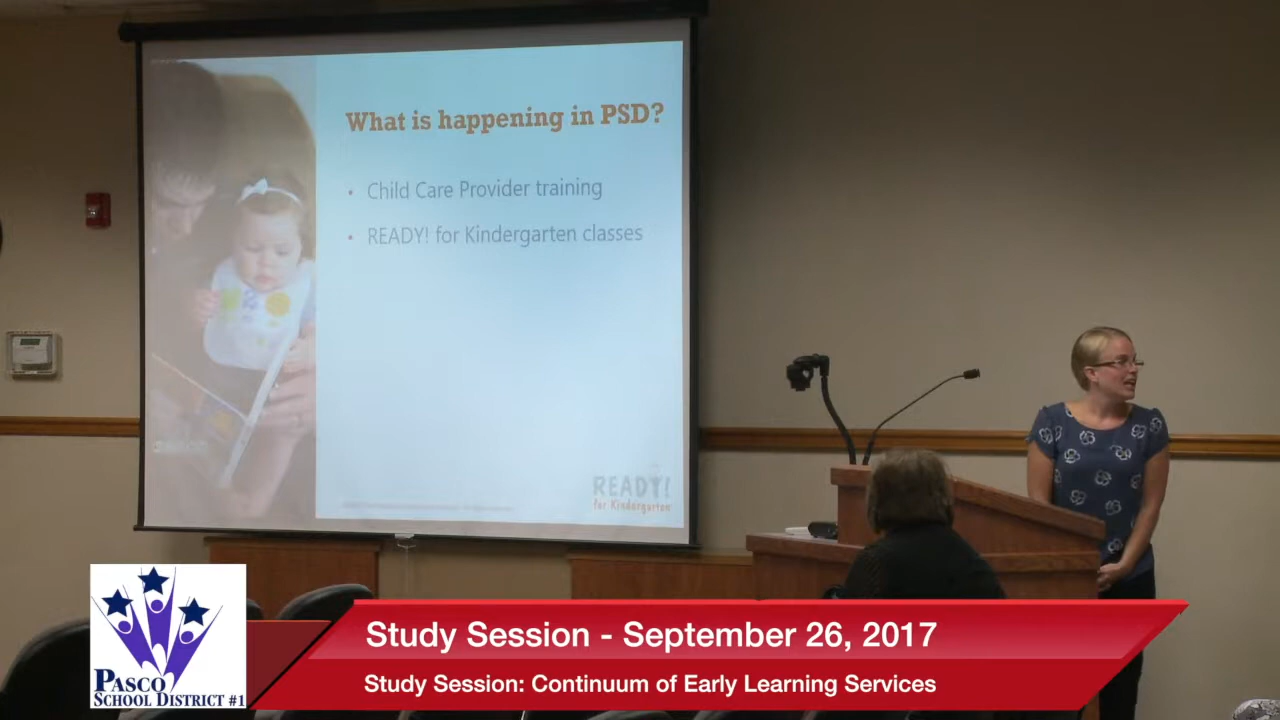 What is happening in PSD?
• Child Care Provider training
• READY! for Kindergarten classes
READY!
for Kindergarten
Study Session - September 26, 2017
Study Session: Continuum of Early Learning Services
PASCO
SCHOOL DISTRICT #1